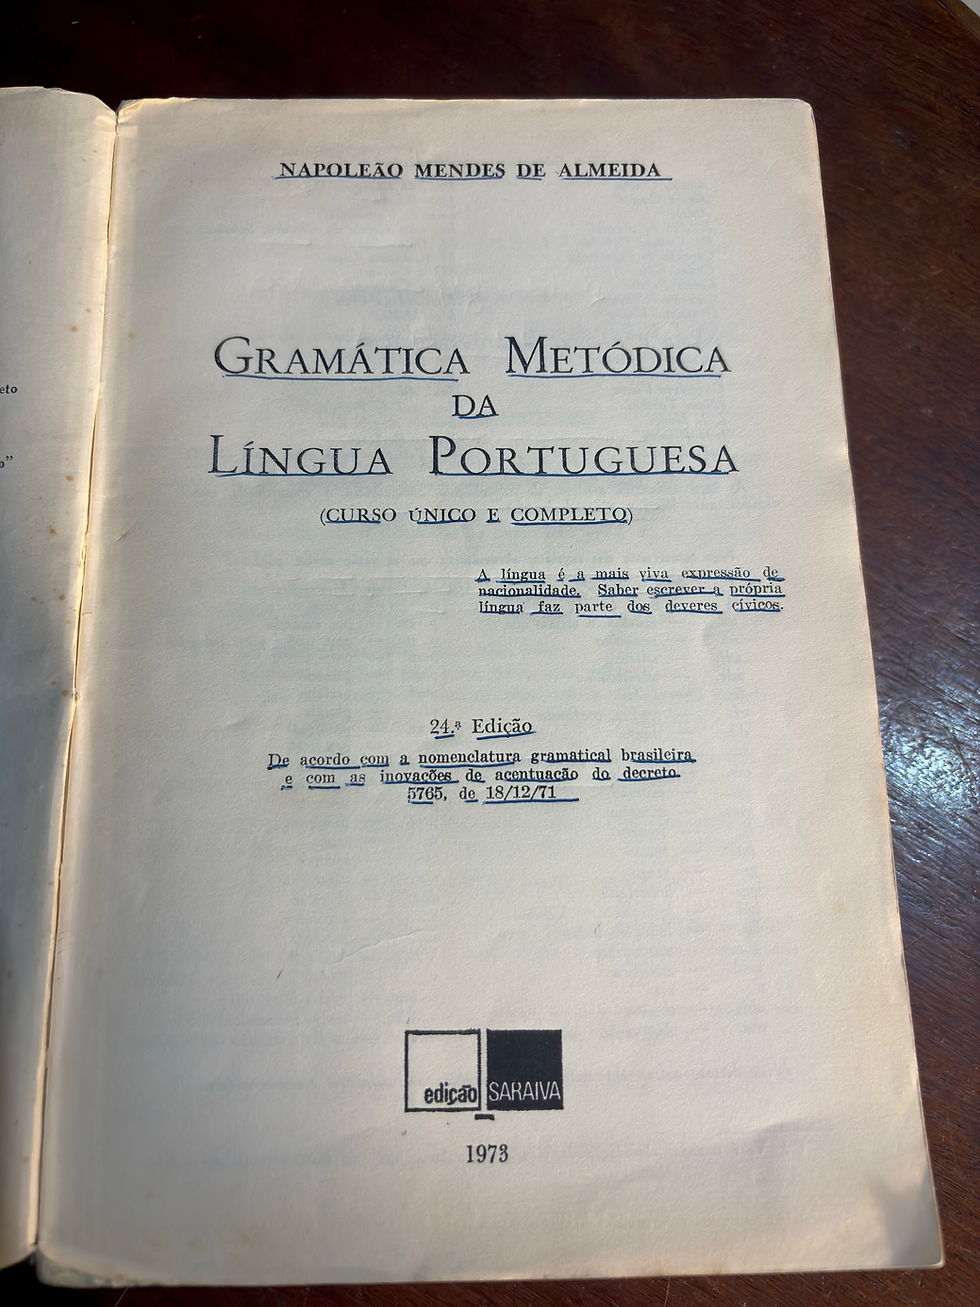 NAPOLEÃO MENDES DE ALMEIDA
GRAMÁTICA METÓDICA
DA
LÍNGUA PORTUGUESA
(CURSO ÚNICO E COMPLETO)
A língua é a mais viva expressão de
nacionalidade. Saber escrever a própria
língua faz parte dos deveres cívicos.
24.ª Edição
De acordo com a nomenclatura gramatical brasileira
e com as inovações de acentuação do decreto
5765, de 18/12/71
edição SARAIVA
1973